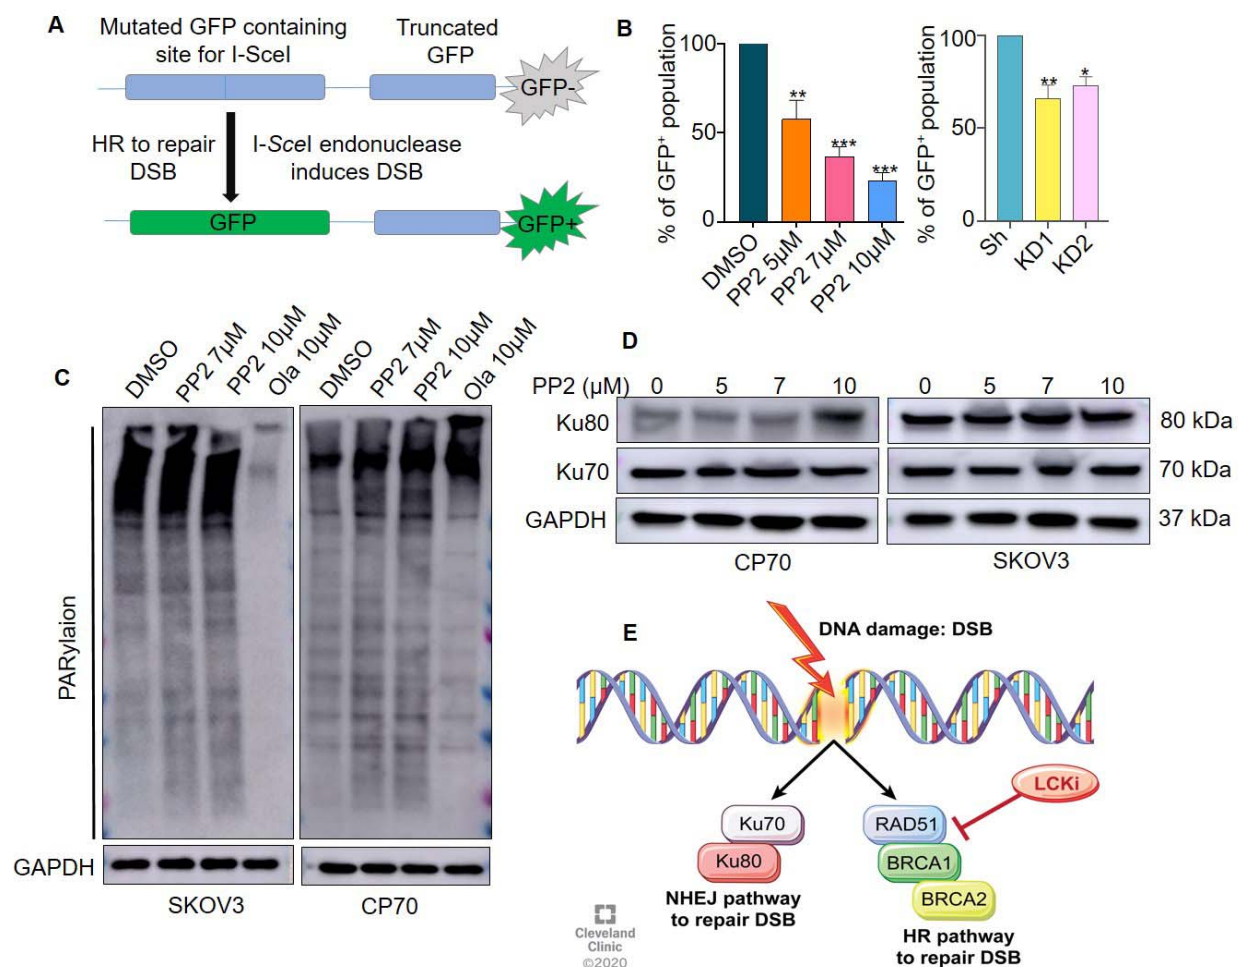 A
Mutated GFP containing
site for I-SceI
Truncated
GFP
GFP-
HR to repair
DSB
I-SceI endonuclease
induces DSB
GFP
GFP+
B
% of GFP+ population
100
50
0
DMSO
PP2 5µM
PP2 7µM
PP2 10µM
**
***
***
% of GFP+ population
100
50
0
Sh
KD1
KD2
**
*
C
DMSO
PP2 7µM
PP2 10µM
Ola 10µM
DMSO
PP2 7µM
PP2 10µM
Ola 10µM
PARylaion
GAPDH
SKOV3
CP70
D
PP2 (µM) 0 5 7 10 0 5 7 10
Ku80
80 kDa
Ku70
70 kDa
GAPDH
37 kDa
CP70
SKOV3
E
DNA damage: DSB
LCKi
Ku70
Ku80
RAD51
BRCA1
BRCA2
NHEJ pathway
to repair DSB
HR pathway
to repair DSB
Cleveland
Clinic
©2020